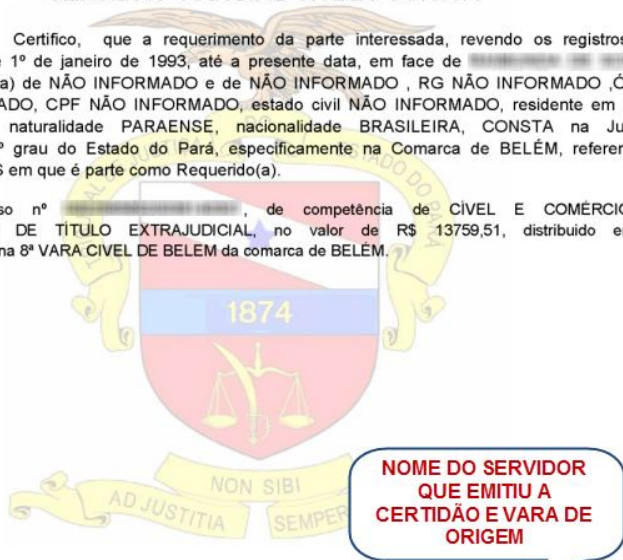 Certifico, que a requerimento da parte interessada, revendo os registros
1º de janeiro de 1993, até a presente data, em face de
de NÃO INFORMADO e de NÃO INFORMADO , RG NÃO INFORMADO
CPF NÃO INFORMADO, estado civil NÃO INFORMADO, residente em
naturalidade PARAENSE, nacionalidade BRASILEIRA, CONSTA na
grau do Estado do Pará, especificamente na Comarca de BELÉM,
em que é parte como Requerido(a).
nº , de competência de CÍVEL E
DE TÍTULO EXTRAJUDICIAL, no valor de R$ 13759,51, distribuido
na 8ª VARA CIVEL DE BELEM da comarca de BELÉM.
1874
NON SIBI
AD JUSTITIA SEMPER
NOME DO SERVIDOR
QUE EMITIU A
CERTIDÃO E VARA DE
ORIGEM